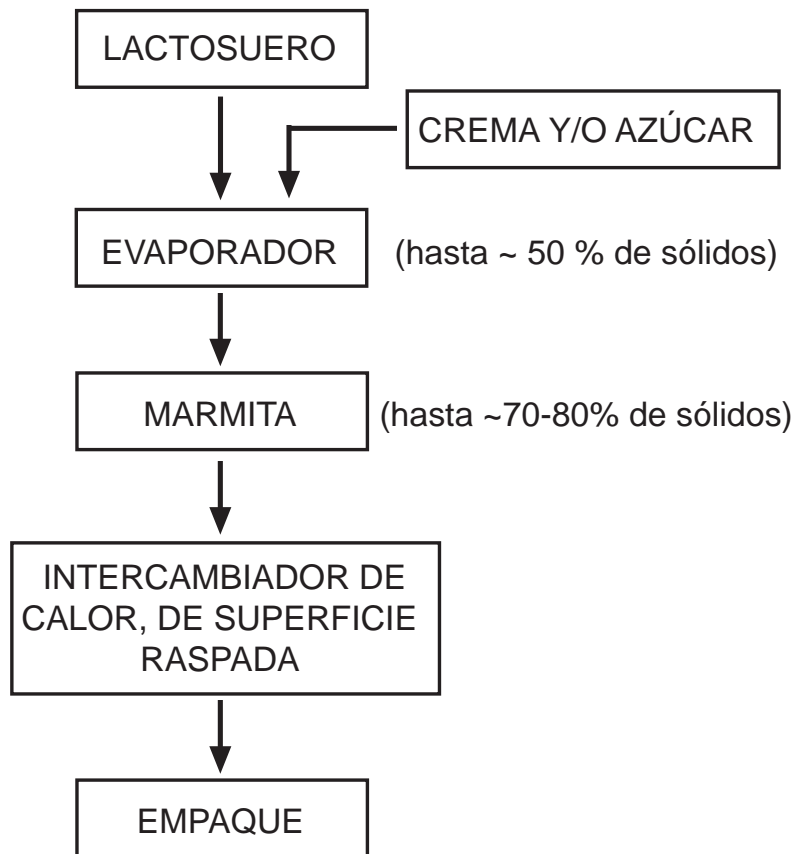 LACTOSUERO
CREMA Y/O AZÚCAR
EVAPORADOR
(hasta ~ 50 % de sólidos)
MARMITA
(hasta ~70-80% de sólidos)
INTERCAMBIADOR DE
CALOR, DE SUPERFICIE
RASPADA
EMPAQUE